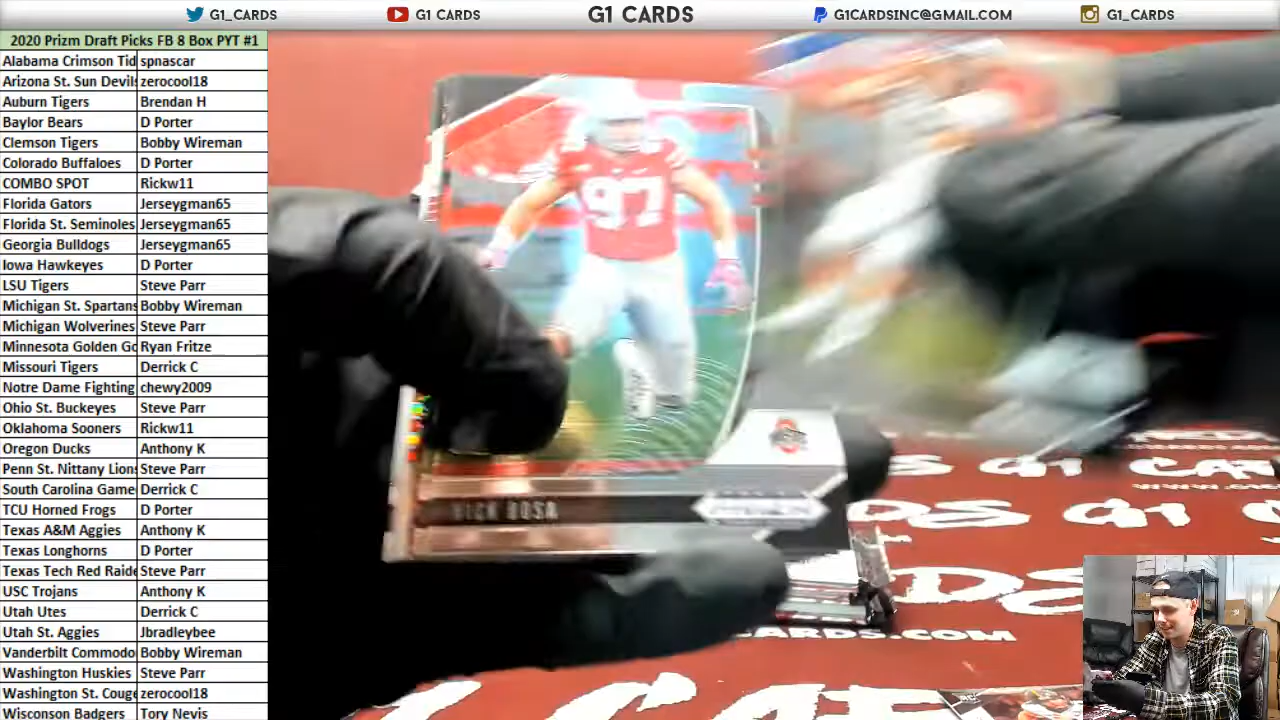 G1_CARDS G1 CARDS G1 CARDS G1CARDSINC@GMAIL.COM G1_CARDS
2020 Prizm Draft Picks FB 8 Box PYT #1
Alabama Crimson Tid spnascar
Arizona St. Sun Devils zerocool18
Auburn Tigers Brendan H
Baylor Bears D Porter
Clemson Tigers Bobby Wireman
Colorado Buffaloes D Porter
COMBO SPOT Rickw11
Florida Gators Jerseygman65
Florida St. Seminoles Jerseygman65
Georgia Bulldogs Jerseygman65
Iowa Hawkeyes D Porter
LSU Tigers Steve Parr
Michigan St. Spartans Bobby Wireman
Michigan Wolverines Steve Parr
Minnesota Golden Go Ryan Fritze
Missouri Tigers Derrick C
Notre Dame Fighting chewy2009
Ohio St. Buckeyes Steve Parr
Oklahoma Sooners Rickw11
Oregon Ducks Anthony K
Penn St. Nittany Lions Steve Parr
South Carolina Game Derrick C
TCU Horned Frogs D Porter
Texas A&M Aggies Anthony K
Texas Longhorns D Porter
Texas Tech Red Raide Steve Parr
USC Trojans Anthony K
Utah Utes Derrick C
Utah St. Aggies Jbradleybee
Vanderbilt Commodo Bobby Wireman
Washington Huskies Steve Parr
Washington St. Couge zerocool18
Wisconsin Badgers Tory Nevis
97
NICK BOSA
CARDS.COM